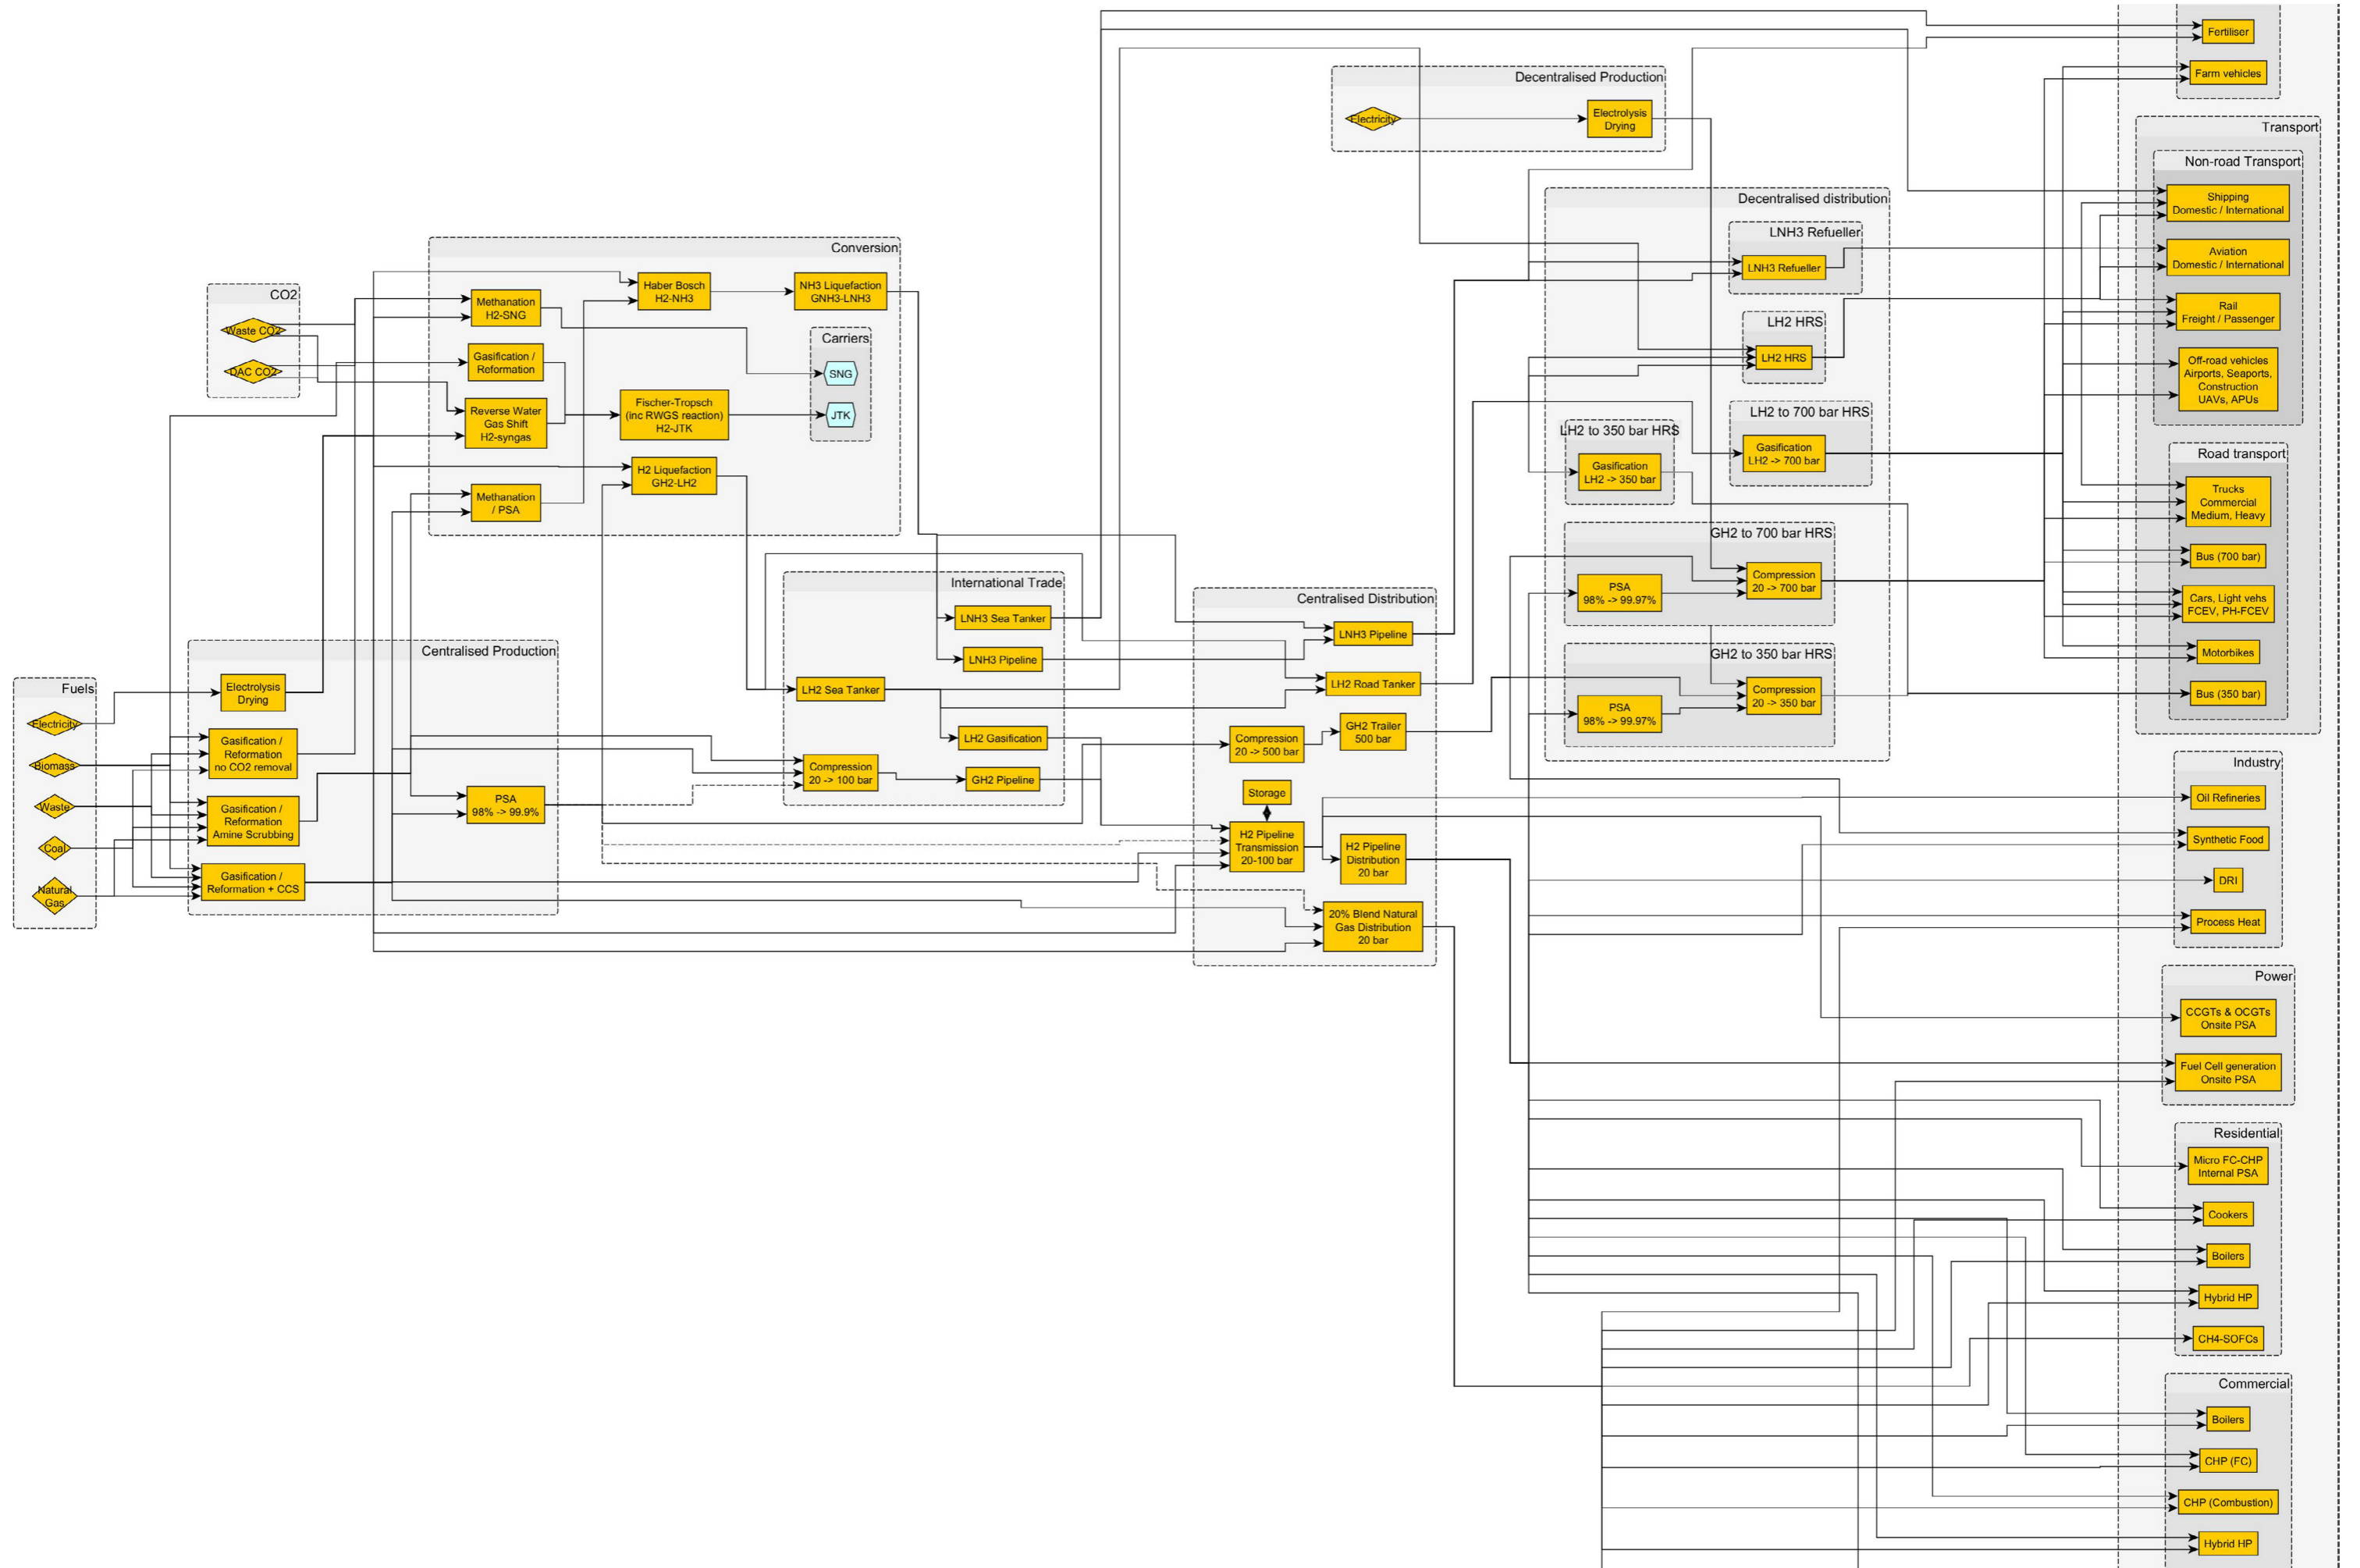 Fuels
Electricity
Biomass
Waste
Coal
Natural
Gas
CO2
Waste CO2
DAC CO2
Centralised Production
Electrolysis
Drying
Gasification /
Reformation
no CO2 removal
Gasification /
Reformation
Amine Scrubbing
Gasification /
Reformation + CCS
PSA
98% -> 99.9%
Conversion
Methanation
H2-SNG
Gasification /
Reformation
Reverse Water
Gas Shift
H2-syngas
Methanation
/ PSA
Haber Bosch
H2-NH3
Fischer-Tropsch
(inc RWGS reaction)
H2-JTK
H2 Liquefaction
GH2-LH2
NH3 Liquefaction
GNH3-LNH3
Carriers
SNG
JTK
International Trade
LNH3 Sea Tanker
LNH3 Pipeline
LH2 Sea Tanker
LH2 Gasification
Compression
20 -> 100 bar
GH2 Pipeline
Centralised Distribution
LNH3 Pipeline
LH2 Road Tanker
Compression
20 -> 500 bar
GH2 Trailer
500 bar
Storage
H2 Pipeline
Transmission
20-100 bar
H2 Pipeline
Distribution
20 bar
20% Blend Natural
Gas Distribution
20 bar
Decentralised Production
Electricity
Electrolysis
Drying
Decentralised distribution
LNH3 Refueller
LNH3 Refueller
LH2 HRS
LH2 HRS
LH2 to 700 bar HRS
Gasification
LH2 -> 700 bar
LH2 to 350 bar HRS
Gasification
LH2 -> 350 bar
GH2 to 700 bar HRS
PSA
98% -> 99.97%
Compression
20 -> 700 bar
GH2 to 350 bar HRS
PSA
98% -> 99.97%
Compression
20 -> 350 bar
Fertiliser
Farm vehicles
Transport
Non-road Transport
Shipping
Domestic / International
Aviation
Domestic / International
Rail
Freight / Passenger
Off-road vehicles
Airports, Seaports,
Construction
UAVs, APUs
Road transport
Trucks
Commercial
Medium, Heavy
Bus (700 bar)
Cars, Light vehs
FCEV, PH-FCEV
Motorbikes
Bus (350 bar)
Industry
Oil Refineries
Synthetic Food
DRI
Process Heat
Power
CCGTs & OCGTs
Onsite PSA
Fuel Cell generation
Onsite PSA
Residential
Micro FC-CHP
Internal PSA
Cookers
Boilers
Hybrid HP
CH4-SOFCs
Commercial
Boilers
CHP (FC)
CHP (Combustion)
Hybrid HP